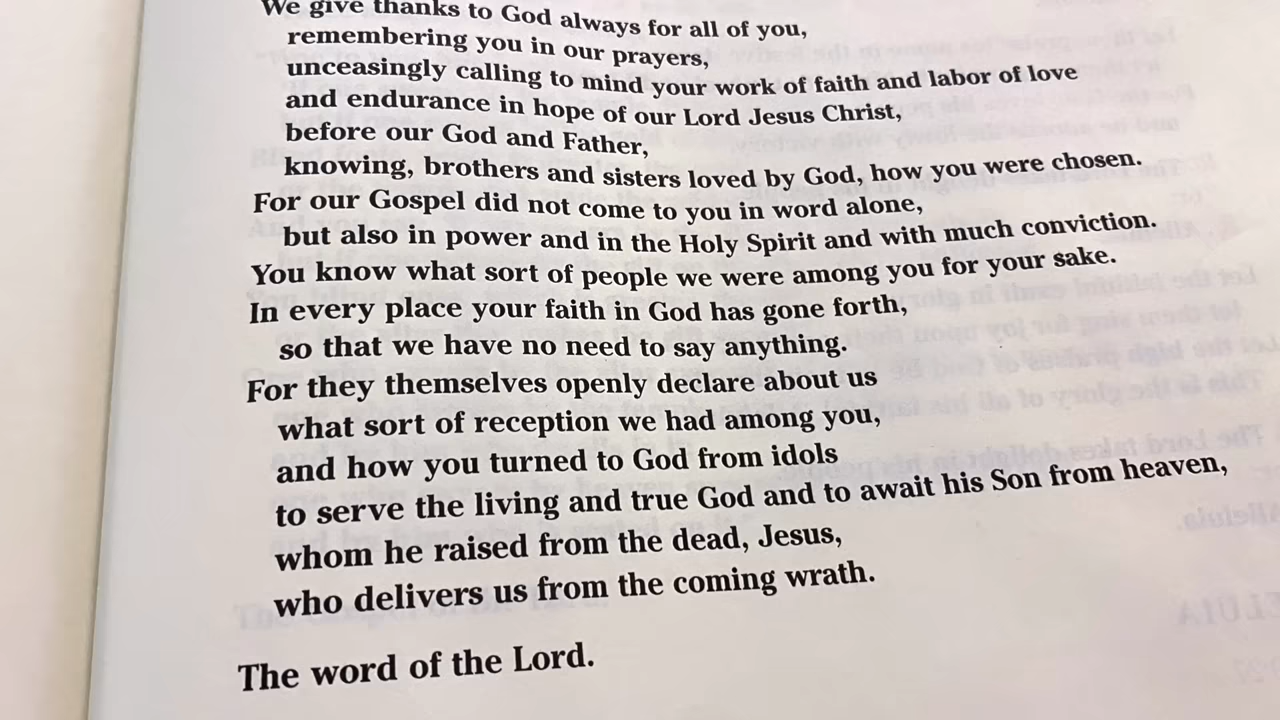 We give thanks to God always for all of you,
remembering you in our prayers,
unceasingly calling to mind your work of faith and labor of love
and endurance in hope of our Lord Jesus Christ,
before our God and Father,
knowing, brothers and sisters loved by God, how you were chosen.
For our Gospel did not come to you in word alone,
but also in power and in the Holy Spirit and with much conviction.
You know what sort of people we were among you for your sake.
In every place your faith in God has gone forth,
so that we have no need to say anything.
For they themselves openly declare about us
what sort of reception we had among you,
and how you turned to God from idols
to serve the living and true God and to await his Son from heaven,
whom he raised from the dead, Jesus,
who delivers us from the coming wrath.
The word of the Lord.